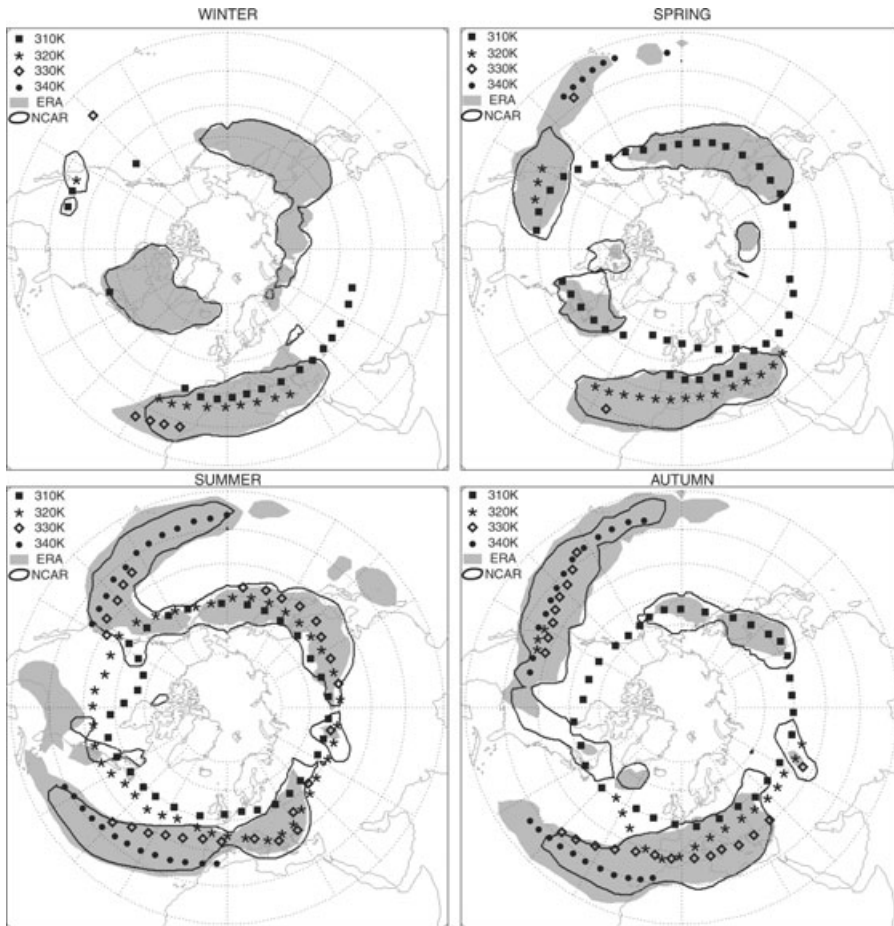 WINTER
310K
320K
330K
340K
ERA
NCAR
SPRING
310K
320K
330K
340K
ERA
NCAR
SUMMER
310K
320K
330K
340K
ERA
NCAR
AUTUMN
310K
320K
330K
340K
ERA
NCAR